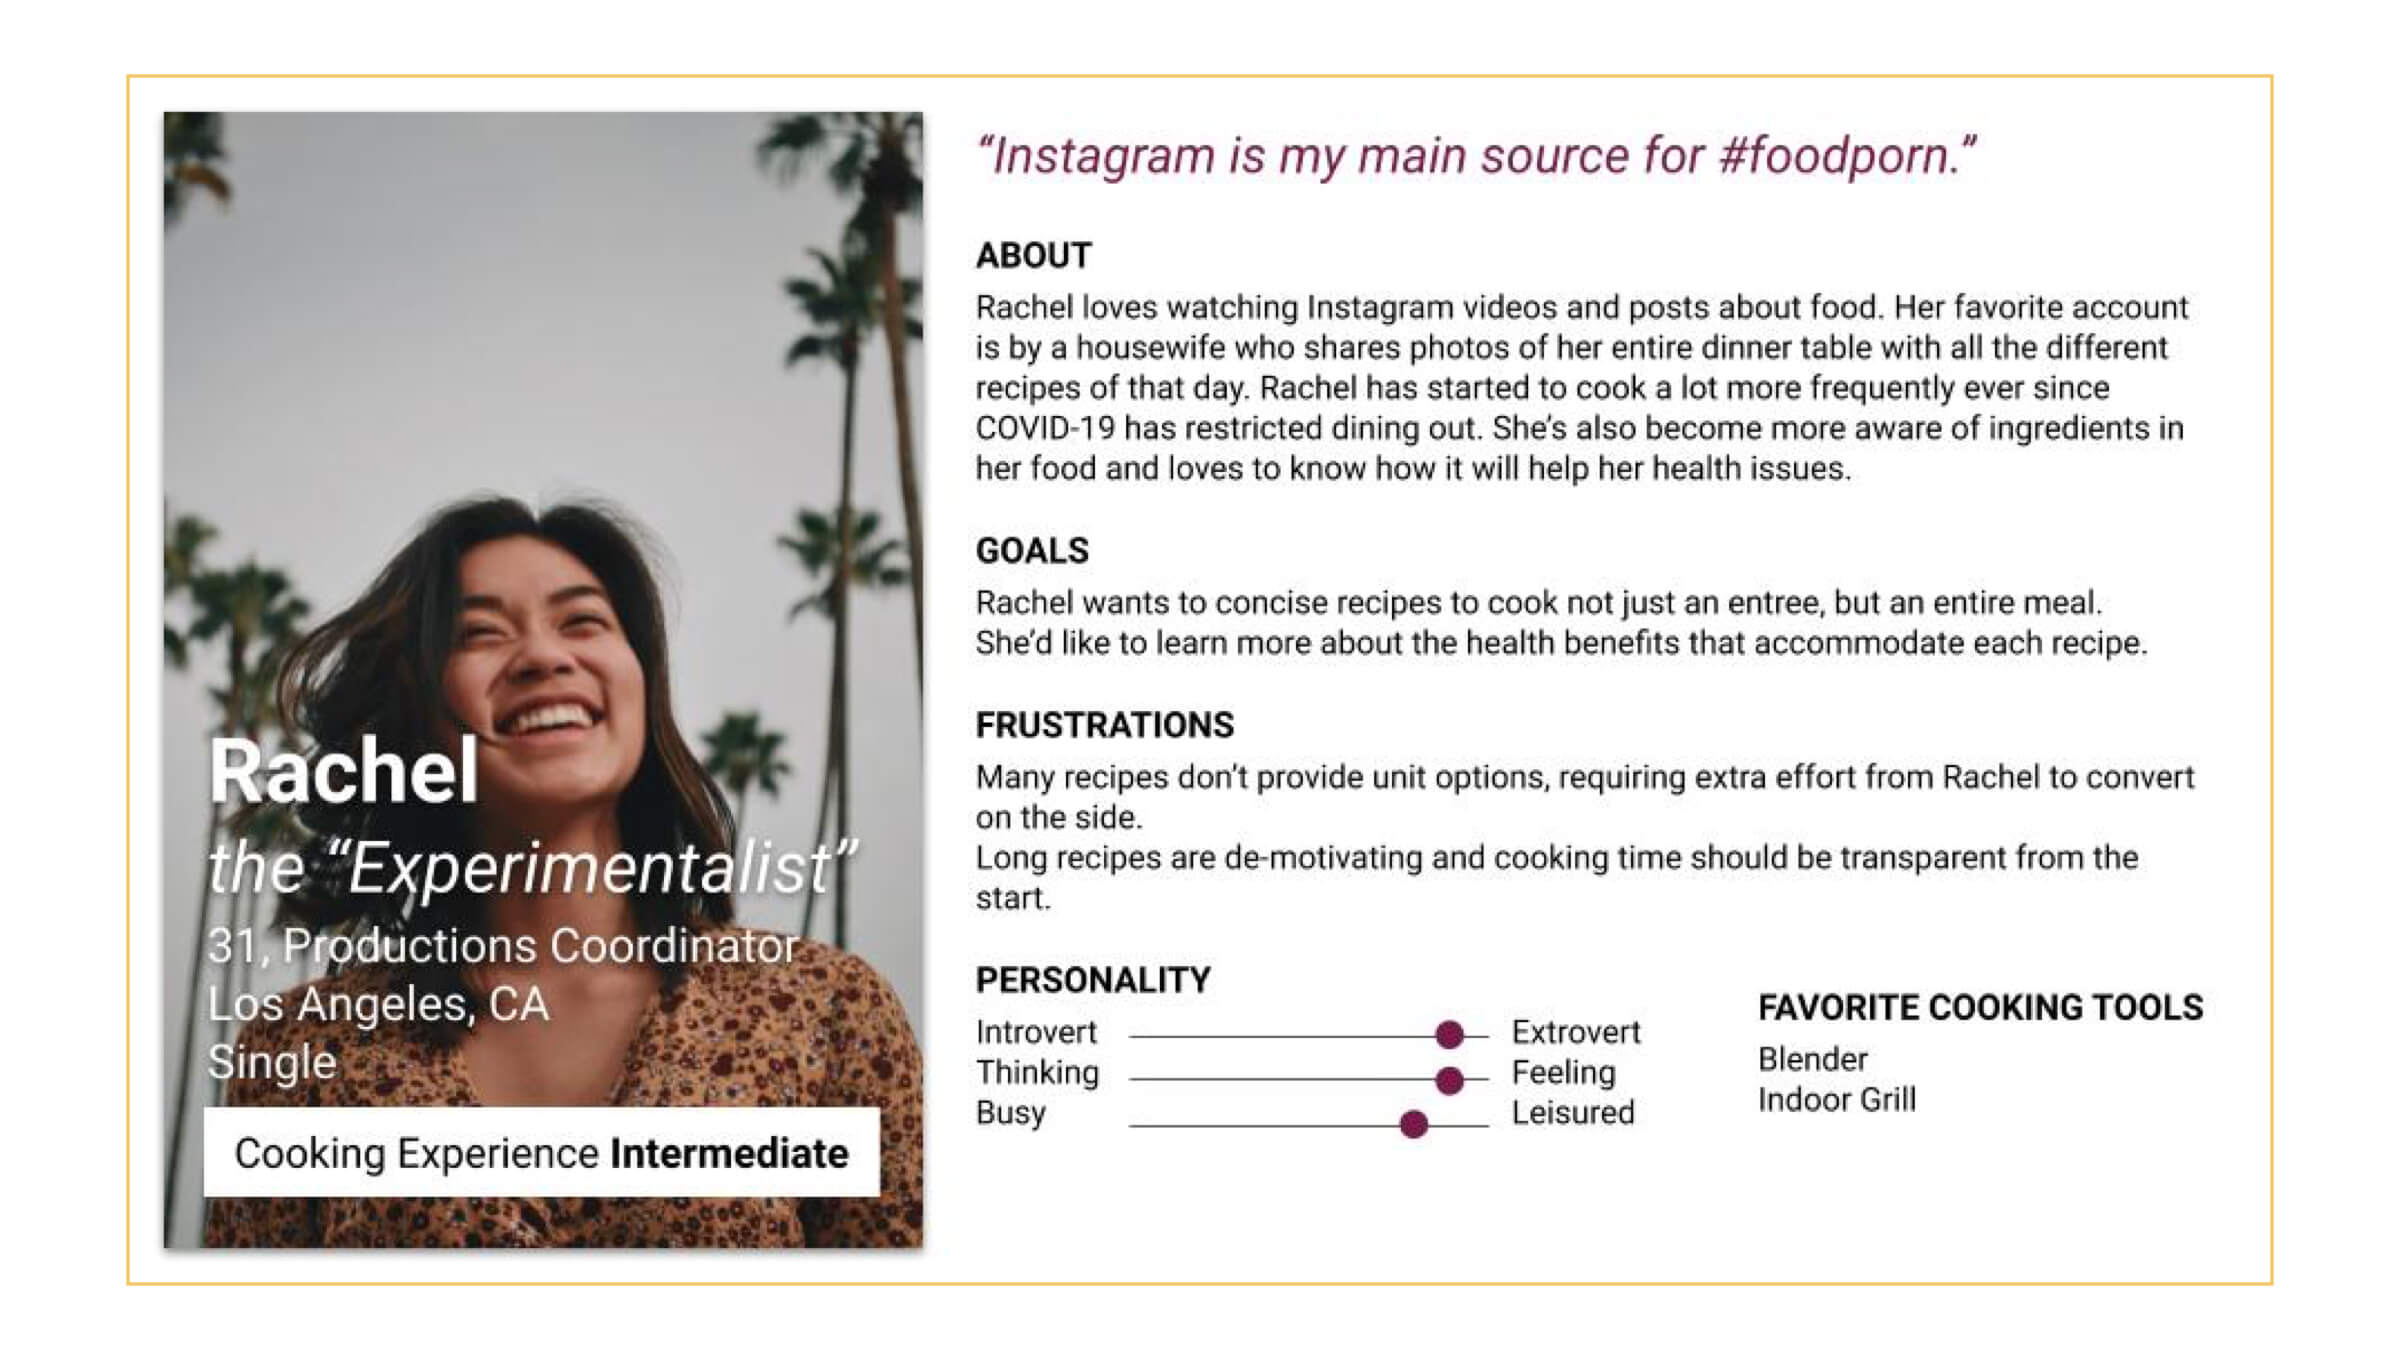 “Instagram is my main source for #foodporn.”
ABOUT
Rachel loves watching Instagram videos and posts about food. Her favorite account
is by a housewife who shares photos of her entire dinner table with all the different
recipes of that day. Rachel has started to cook a lot more frequently ever since
COVID-19 has restricted dining out. She’s also become more aware of ingredients in
her food and loves to know how it will help her health issues.
GOALS
Rachel wants to concise recipes to cook not just an entree, but an entire meal.
She’d like to learn more about the health benefits that accommodate each recipe.
FRUSTRATIONS
Many recipes don’t provide unit options, requiring extra effort from Rachel to convert
on the side.
Long recipes are de-motivating and cooking time should be transparent from the
start.
PERSONALITY
Introvert Extrovert
Thinking Feeling
Busy Leisured
FAVORITE COOKING TOOLS
Blender
Indoor Grill
Rachel
the “Experimentalist”
31, Productions Coordinator
Los Angeles, CA
Single
Cooking Experience Intermediate